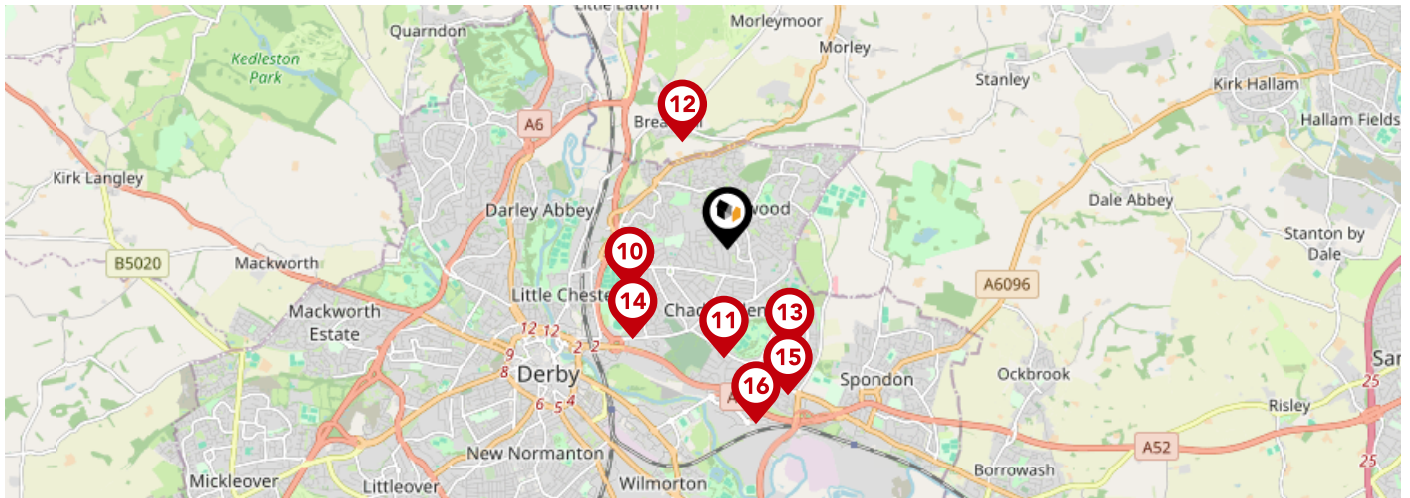 Little Eaton
Morleymoor
Quarndon
Morley
Kedleston
Park
Stanley
Kirk Hallam
12
A6
Hallam Fields
Kirk Langley
Dale Abbey
Darley Abbey
wood
Stanton by
Dale
10
B5020
Mackworth
A6096
14
Little Cheste
Mackworth
Estate
Chad
11
13
12
12
9
2
2
15
8
Derby
16
Spondon
Ockbrook
25
6
5
4
Risley
New Normanton
A52
25
Borrowash
Mickleover
Littleover
Wilmorton